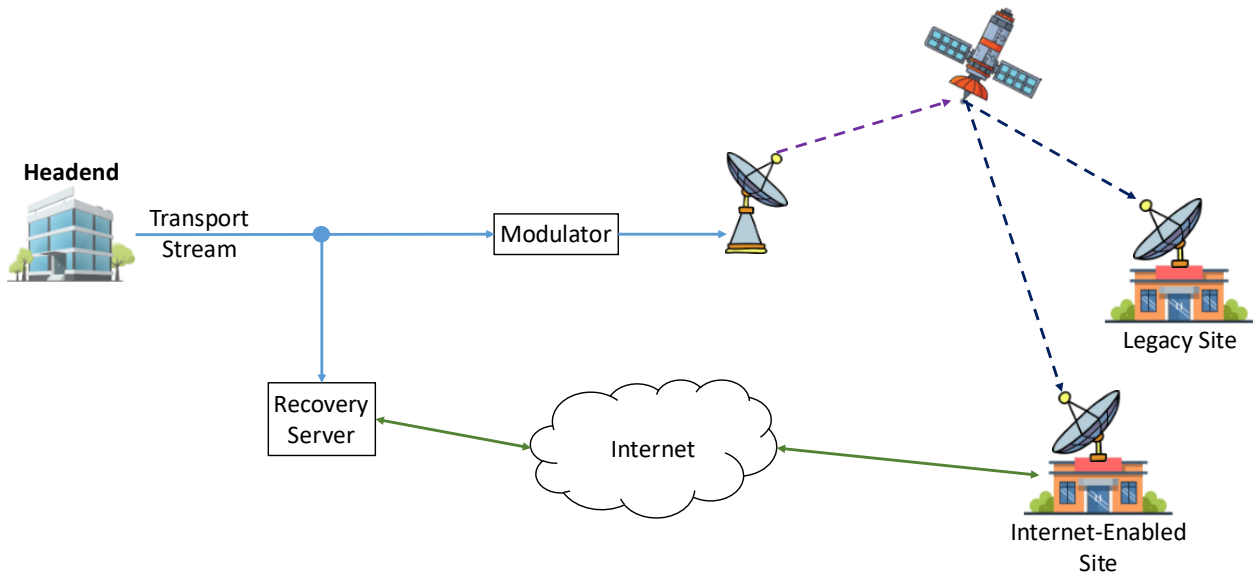 Headend
Transport
Stream
Modulator
Legacy Site
Recovery
Server
Internet
Internet-Enabled
Site